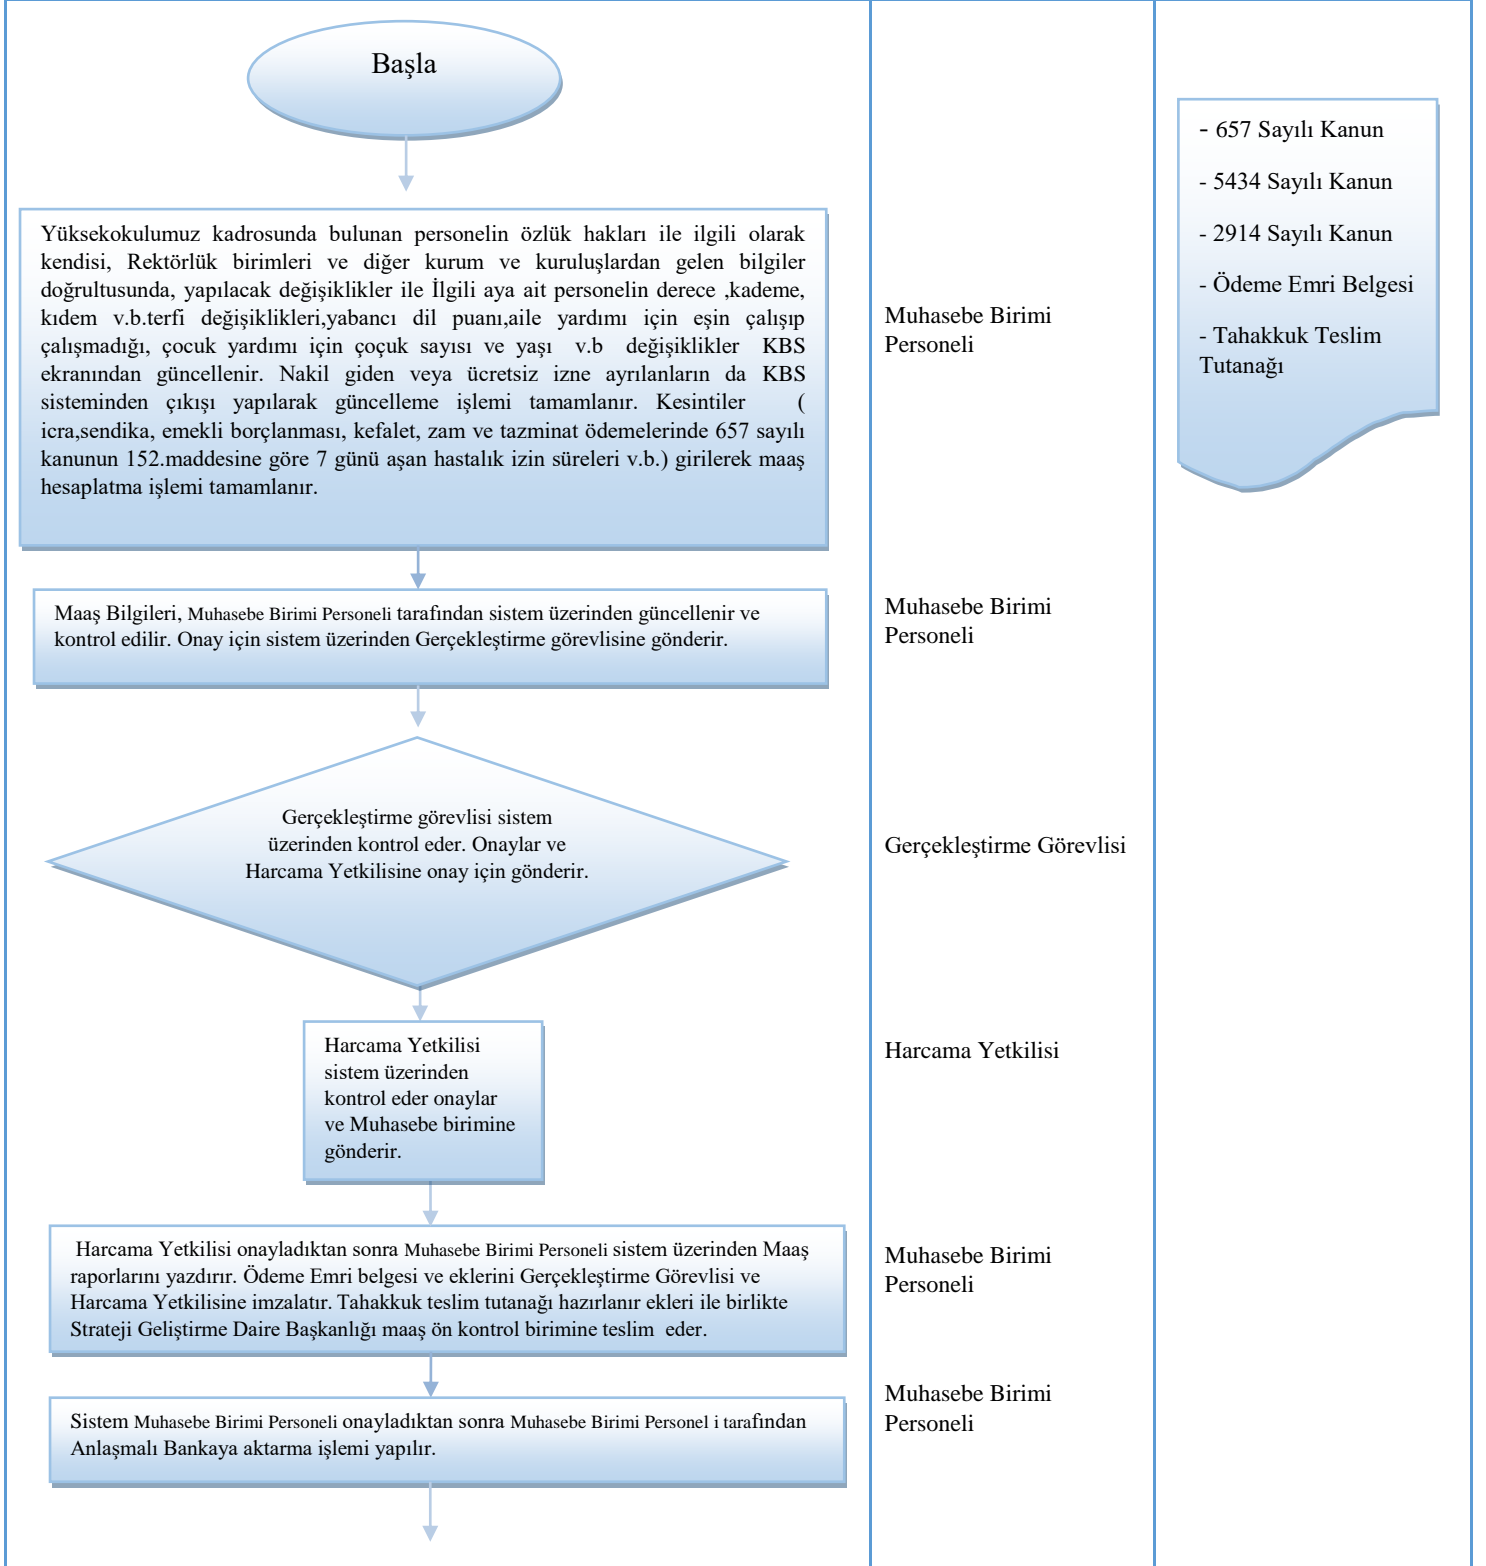 Başla
Yüksekokulumuz kadrosunda bulunan personelin özlük hakları ile ilgili olarak
kendisi, Rektörlük birimleri ve diğer kurum ve kuruluşlardan gelen bilgiler
doğrultusunda, yapılacak değişiklikler ile İlgili aya ait personelin derece ,kademe,
kıdem v.b.terfi değişiklikleri,yabancı dil puanı,aile yardımı için eşin çalışıp
çalışmadığı, çocuk yardımı için çoçuk sayısı ve yaşı v.b değişiklikler KBS
ekranından güncellenir. Nakil giden veya ücretsiz izne ayrılanların da KBS
sisteminden çıkışı yapılarak güncelleme işlemi tamamlanır. Kesintiler (
icra,sendika, emekli borçlanması, kefalet, zam ve tazminat ödemelerinde 657 sayılı
kanunun 152.maddesine göre 7 günü aşan hastalık izin süreleri v.b.) girilerek maaş
hesaplatma işlemi tamamlanır.
Muhasebe Birimi
Personeli
- 657 Sayılı Kanun
- 5434 Sayılı Kanun
- 2914 Sayılı Kanun
- Ödeme Emri Belgesi
- Tahakkuk Teslim
Tutanağı
Maaş Bilgileri, Muhasebe Birimi Personeli tarafından sistem üzerinden güncellenir ve
kontrol edilir. Onay için sistem üzerinden Gerçekleştirme görevlisine gönderir.
Muhasebe Birimi
Personeli
Gerçekleştirme görevlisi sistem
üzerinden kontrol eder. Onaylar ve
Harcama Yetkilisine onay için gönderir.
Gerçekleştirme Görevlisi
Harcama Yetkilisi
sistem üzerinden
kontrol eder onaylar
ve Muhasebe birimine
gönderir.
Harcama Yetkilisi
Harcama Yetkilisi onayladıktan sonra Muhasebe Birimi Personeli sistem üzerinden Maaş
raporlarını yazdırır. Ödeme Emri belgesi ve eklerini Gerçekleştirme Görevlisi ve
Harcama Yetkilisine imzalatır. Tahakkuk teslim tutanağı hazırlanır ekleri ile birlikte
Strateji Geliştirme Daire Başkanlığı maaş ön kontrol birimine teslim eder.
Muhasebe Birimi
Personeli
Sistem Muhasebe Birimi Personeli onayladıktan sonra Muhasebe Birimi Personel i tarafından
Anlaşmalı Bankaya aktarma işlemi yapılır.
Muhasebe Birimi
Personeli